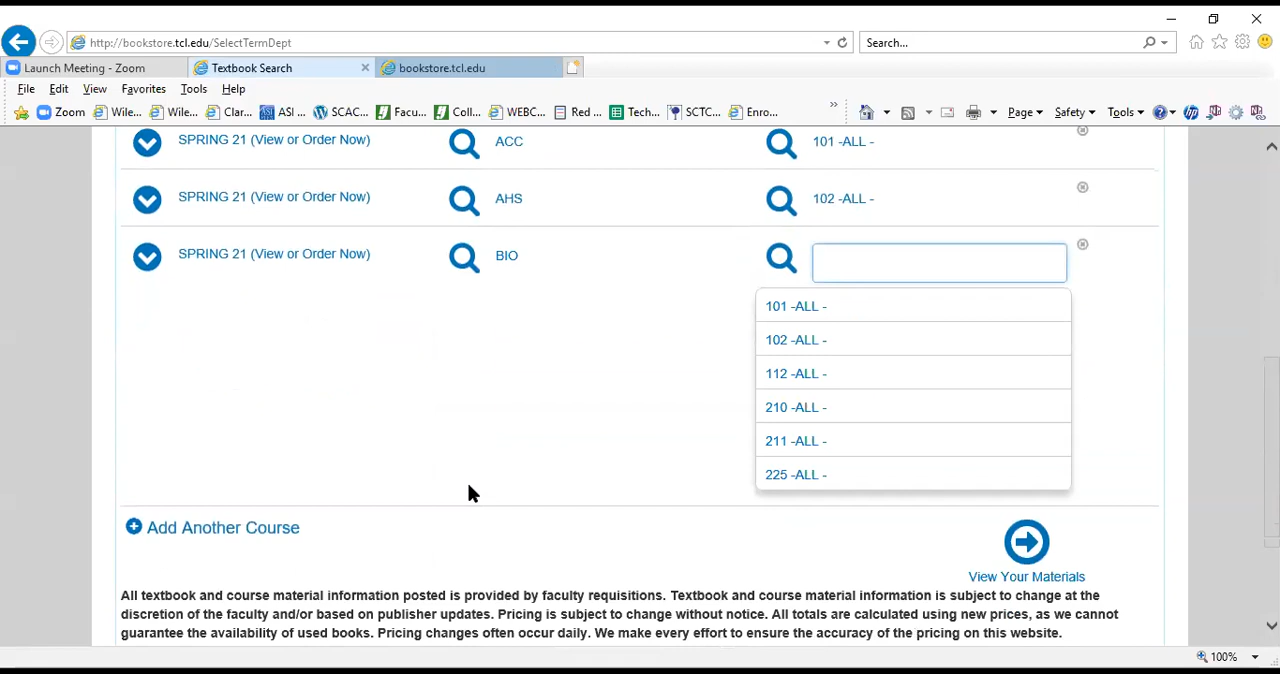 http://bookstore.tcl.edu/SelectTermDept
Search...
Launch Meeting - Zoom
Textbook Search
bookstore.tcl.edu
File Edit View Favorites Tools Help
Zoom Wile... Wile... Clar... ASI ... SCAC... Facu... Coll... WEBC... Red ... Tech... SCTC... Enro... » Page Safety Tools
SPRING 21 (View or Order Now) ACC 101 -ALL -
SPRING 21 (View or Order Now) AHS 102 -ALL -
SPRING 21 (View or Order Now) BIO
101 -ALL -
102 -ALL -
112 -ALL -
210 -ALL -
211 -ALL -
225 -ALL -
Add Another Course
View Your Materials
All textbook and course material information posted is provided by faculty requisitions. Textbook and course material information is subject to change at the
discretion of the faculty and/or based on publisher updates. Pricing is subject to change without notice. All totals are calculated using new prices, as we cannot
guarantee the availability of used books. Pricing changes often occur daily. We make every effort to ensure the accuracy of the pricing on this website.
100%